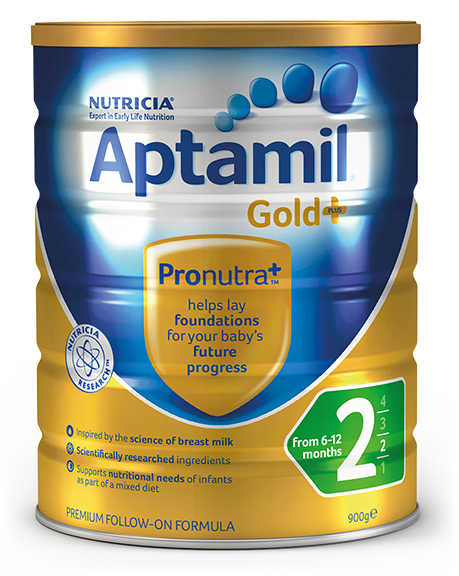 NUTRICIA®
Expert in Early Life Nutrition
Aptamil®
Gold+
PLUS
Pronutra+™
helps lay
foundations
for your baby's
future
progress
NUTRICIA
RESEARCH™
Inspired by the science of breast milk
Scientifically researched ingredients
Supports nutritional needs of infants
as part of a mixed diet
from 6-12
months
2
4
3
2
1
PREMIUM FOLLOW-ON FORMULA
900g℮